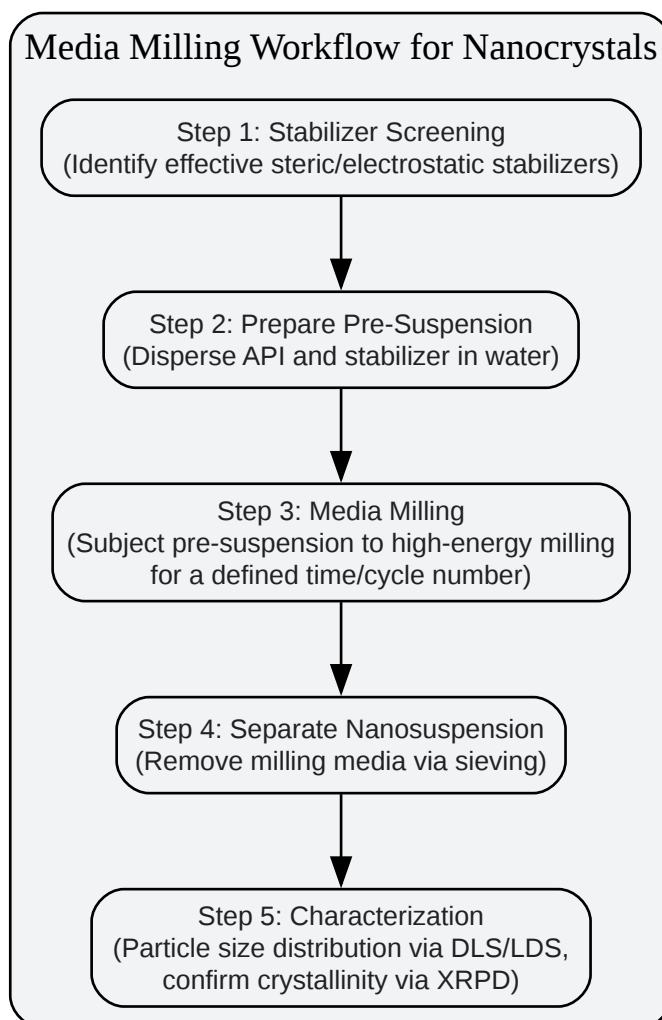 Media Milling Workflow for Nanocrystals
Step 1: Stabilizer Screening
(Identify effective steric/electrostatic stabilizers)
Step 2: Prepare Pre-Suspension
(Disperse API and stabilizer in water)
Step 3: Media Milling
(Subject pre-suspension to high-energy milling
for a defined time/cycle number)
Step 4: Separate Nanosuspension
(Remove milling media via sieving)
Step 5: Characterization
(Particle size distribution via DLS/LDS,
confirm crystallinity via XRPD)